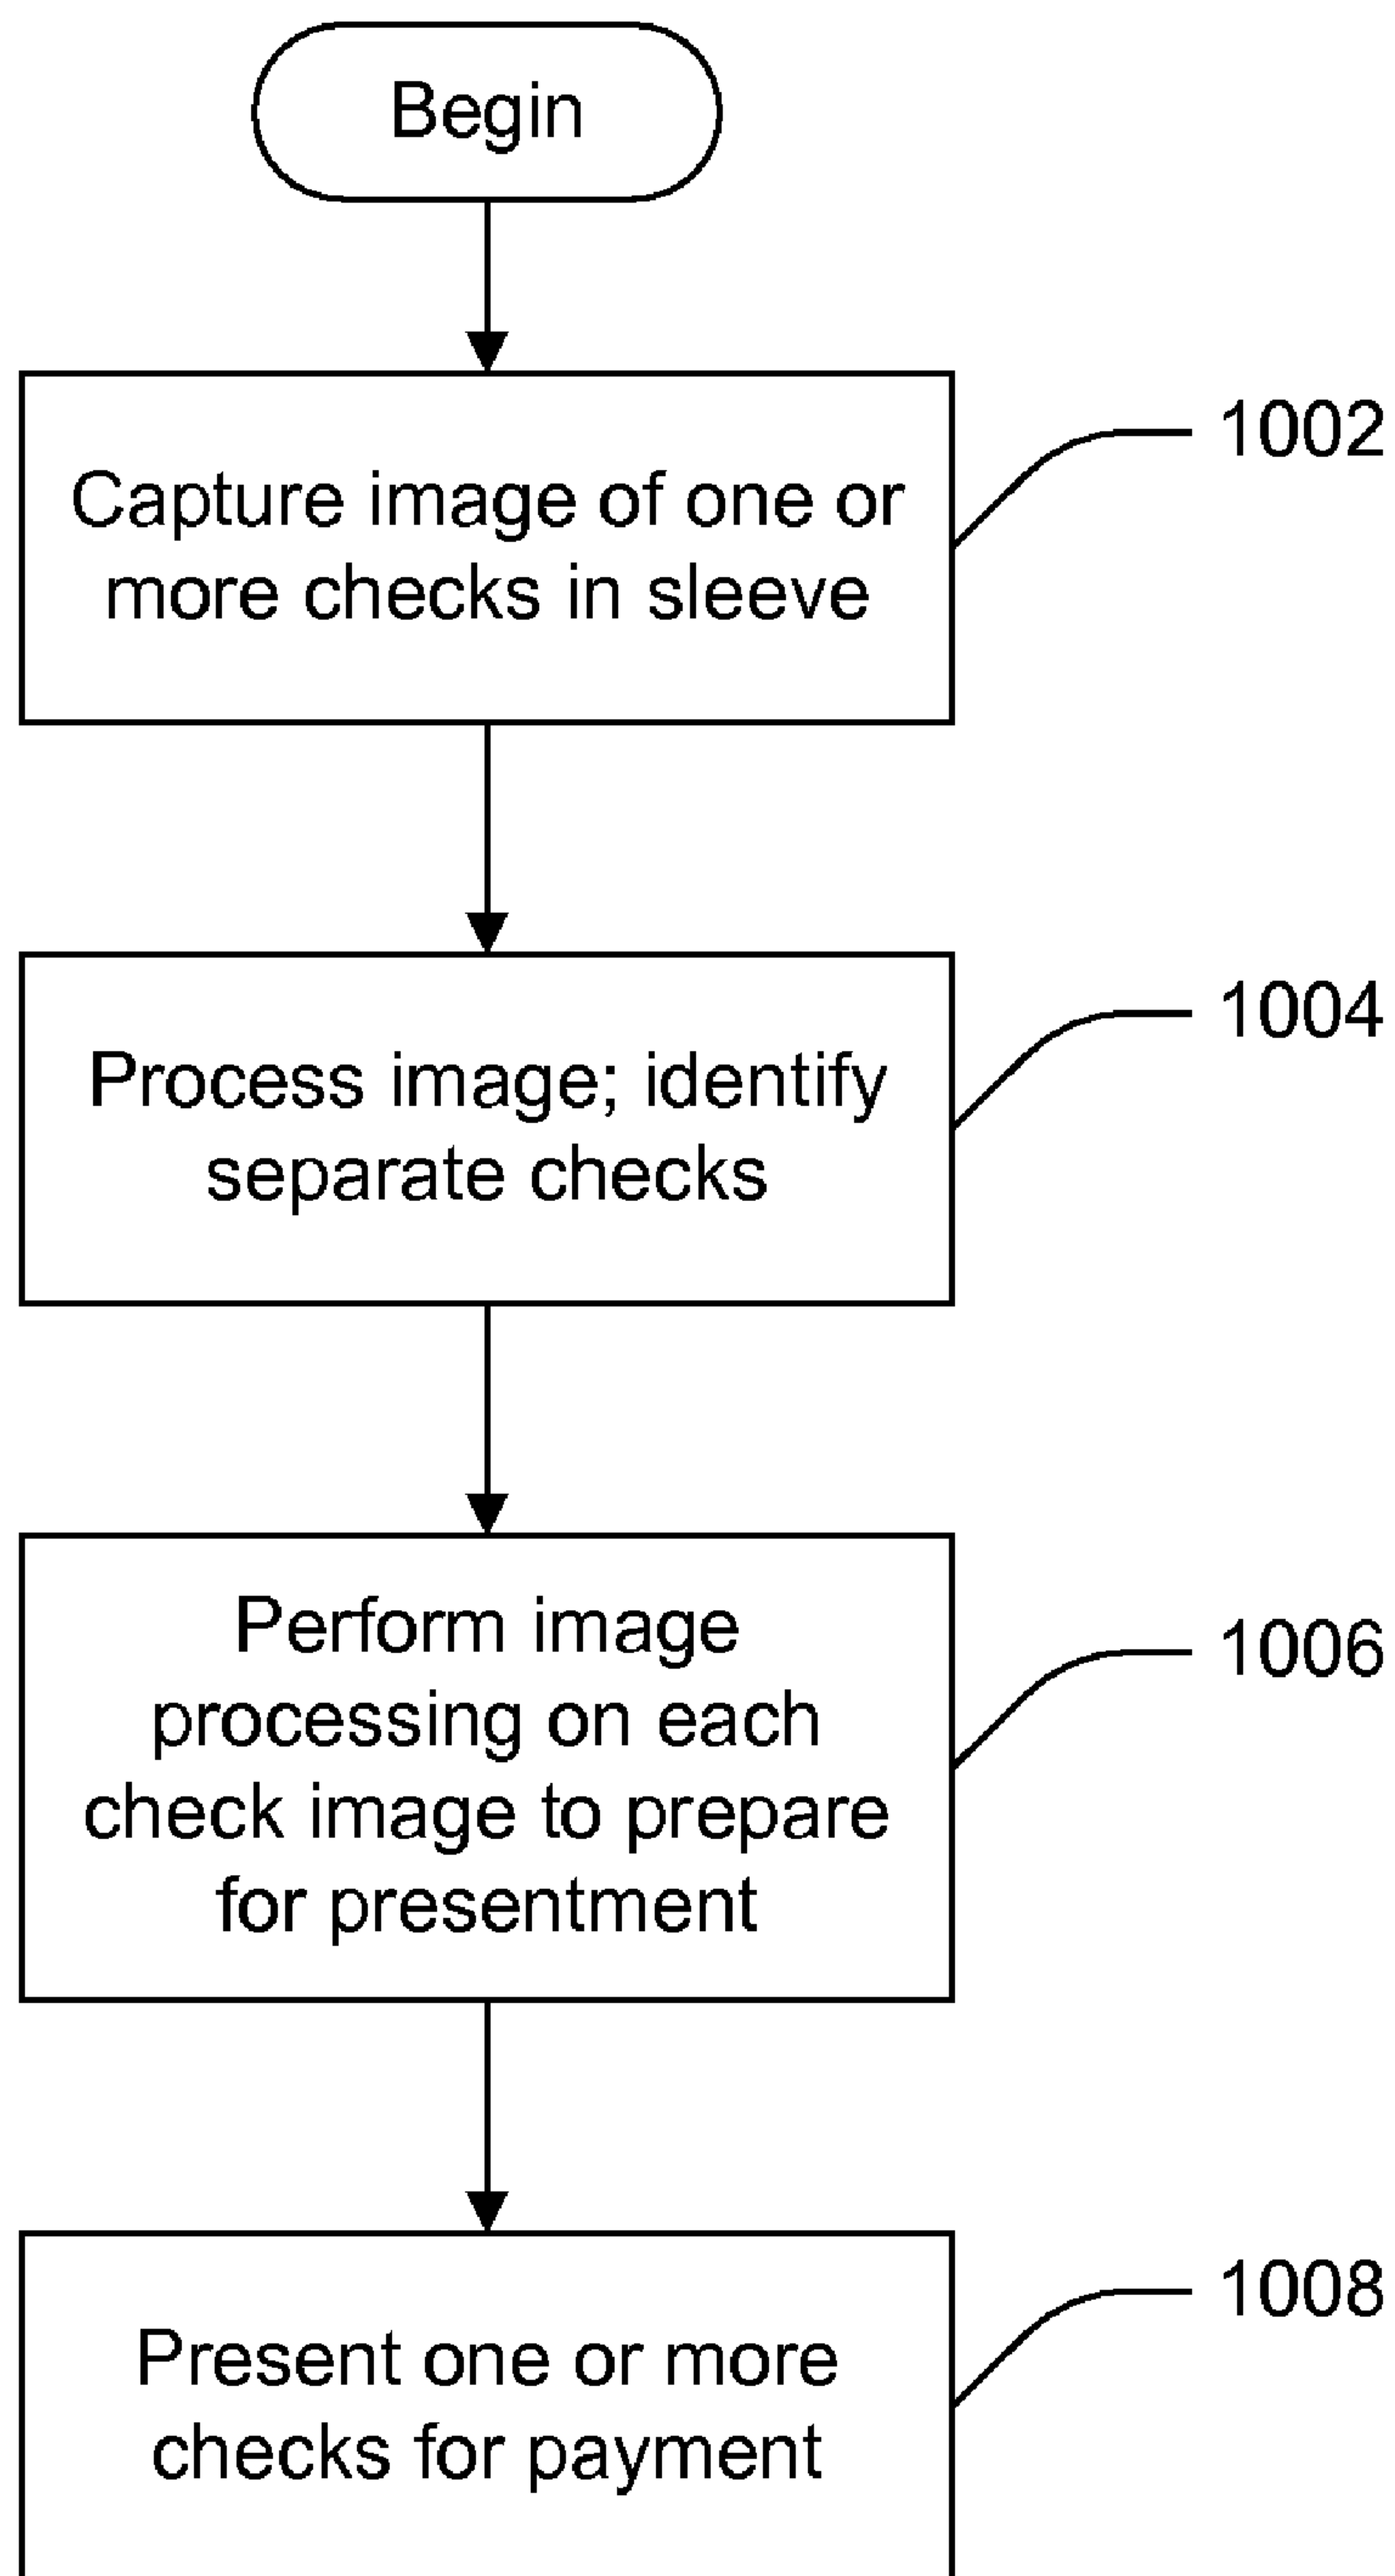 Begin
Capture image of one or
more checks in sleeve
1002
Process image; identify
separate checks
1004
Perform image
processing on each
check image to prepare
for presentment
1006
Present one or more
checks for payment
1008